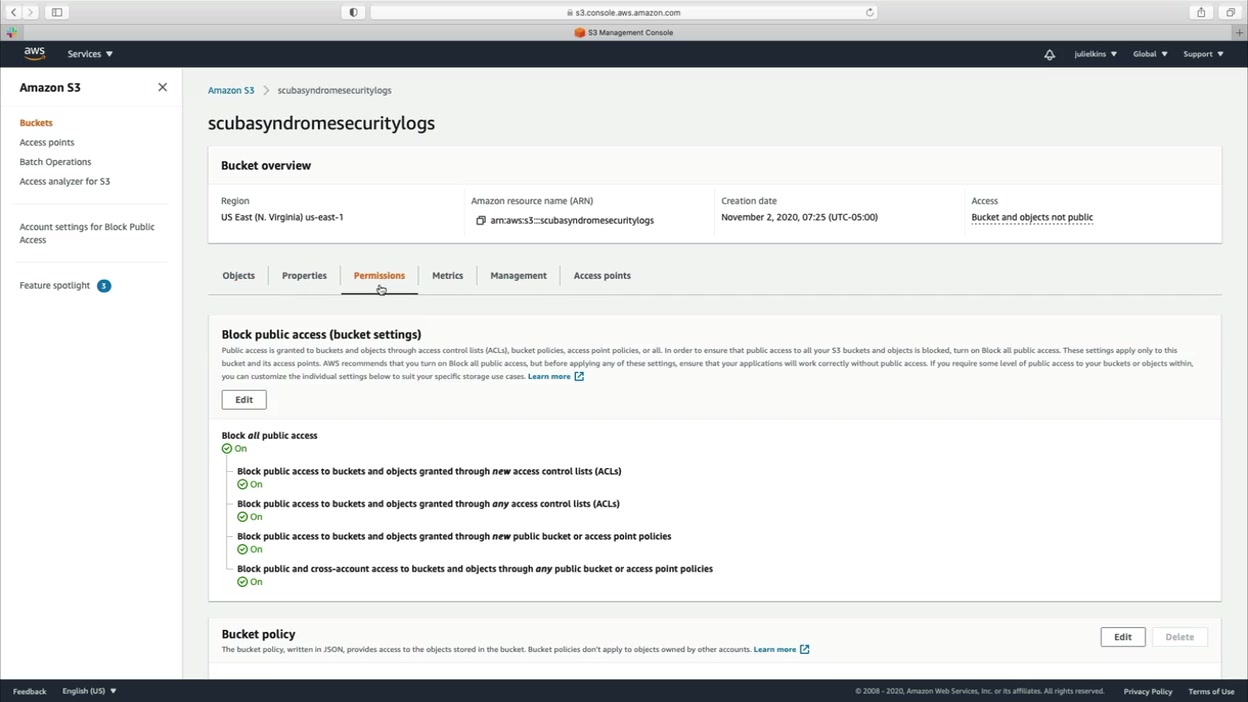 s3.console.aws.amazon.com
S3 Management Console
aws Services ▼ julielkins ▼ Global ▼ Support ▼
Amazon S3
Buckets
Access points
Batch Operations
Access analyzer for S3
Account settings for Block Public
Access
Feature spotlight 3
Amazon S3 > scubasyndromesecuritylogs
scubasyndromesecuritylogs
Bucket overview
Region
US East (N. Virginia) us-east-1
Amazon resource name (ARN)
arn:aws:s3:::scubasyndromesecuritylogs
Creation date
November 2, 2020, 07:25 (UTC-05:00)
Access
Bucket and objects not public
Objects Properties Permissions Metrics Management Access points
Block public access (bucket settings)
Public access is granted to buckets and objects through access control lists (ACLs), bucket policies, access point policies, or all. In order to ensure that public access to all your S3 buckets and objects is blocked, turn on Block all public access. These settings apply only to this
bucket and its access points. AWS recommends that you turn on Block all public access, but before applying any of these settings, ensure that your applications will work correctly without public access. If you require some level of public access to your buckets or objects within,
you can customize the individual settings below to suit your specific storage use cases. Learn more
Edit
Block all public access
On
Block public access to buckets and objects granted through new access control lists (ACLs)
On
Block public access to buckets and objects granted through any access control lists (ACLs)
On
Block public access to buckets and objects granted through new public bucket or access point policies
On
Block public and cross-account access to buckets and objects through any public bucket or access point policies
On
Bucket policy
The bucket policy, written in JSON, provides access to the objects stored in the bucket. Bucket policies don't apply to objects owned by other accounts. Learn more
Edit Delete
Feedback English (US) ▼ © 2008 - 2020, Amazon Web Services, Inc. or its affiliates. All rights reserved. Privacy Policy Terms of Use